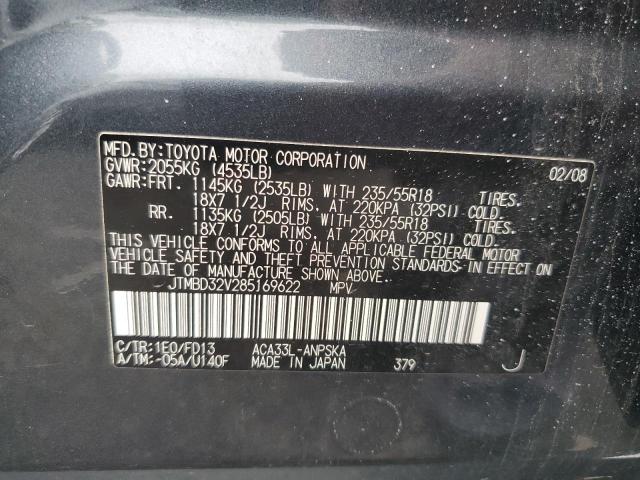 MFD. BY: TOYOTA MOTOR CORPORATION 02/08
GVWR: 2055KG (4535LB)
GAWR: FRT. 1145KG (2535LB) WITH 235/55R18 TIRES.
18X7 1/2J RIMS. AT 220KPA (32PSI) COLD.
RR. 1135KG (2505LB) WITH 235/55R18 TIRES.
18X7 1/2J RIMS. AT 220KPA (32PSI) COLD.
THIS VEHICLE CONFORMS TO ALL APPLICABLE FEDERAL MOTOR
VEHICLE SAFETY AND THEFT PREVENTION STANDARDS IN EFFECT ON
THE DATE OF MANUFACTURE SHOWN ABOVE.
JTMBD32V285169622 MPV
C/TR: 1E0/FD13 ACA33L-ANPSKA J
A/TM: -05A/U140F MADE IN JAPAN 379